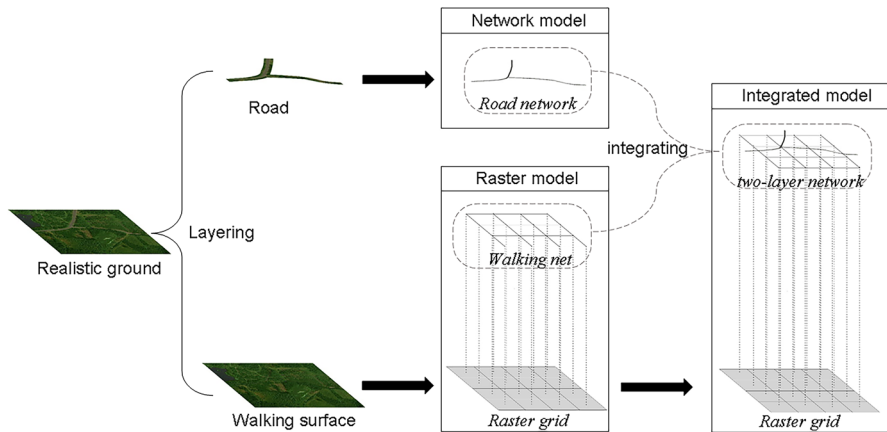 Network model
Road network
Road
Integrated model
integrating
two-layer network
Raster model
Layering
Walking net
Realistic ground
Walking surface
Raster grid
Raster grid